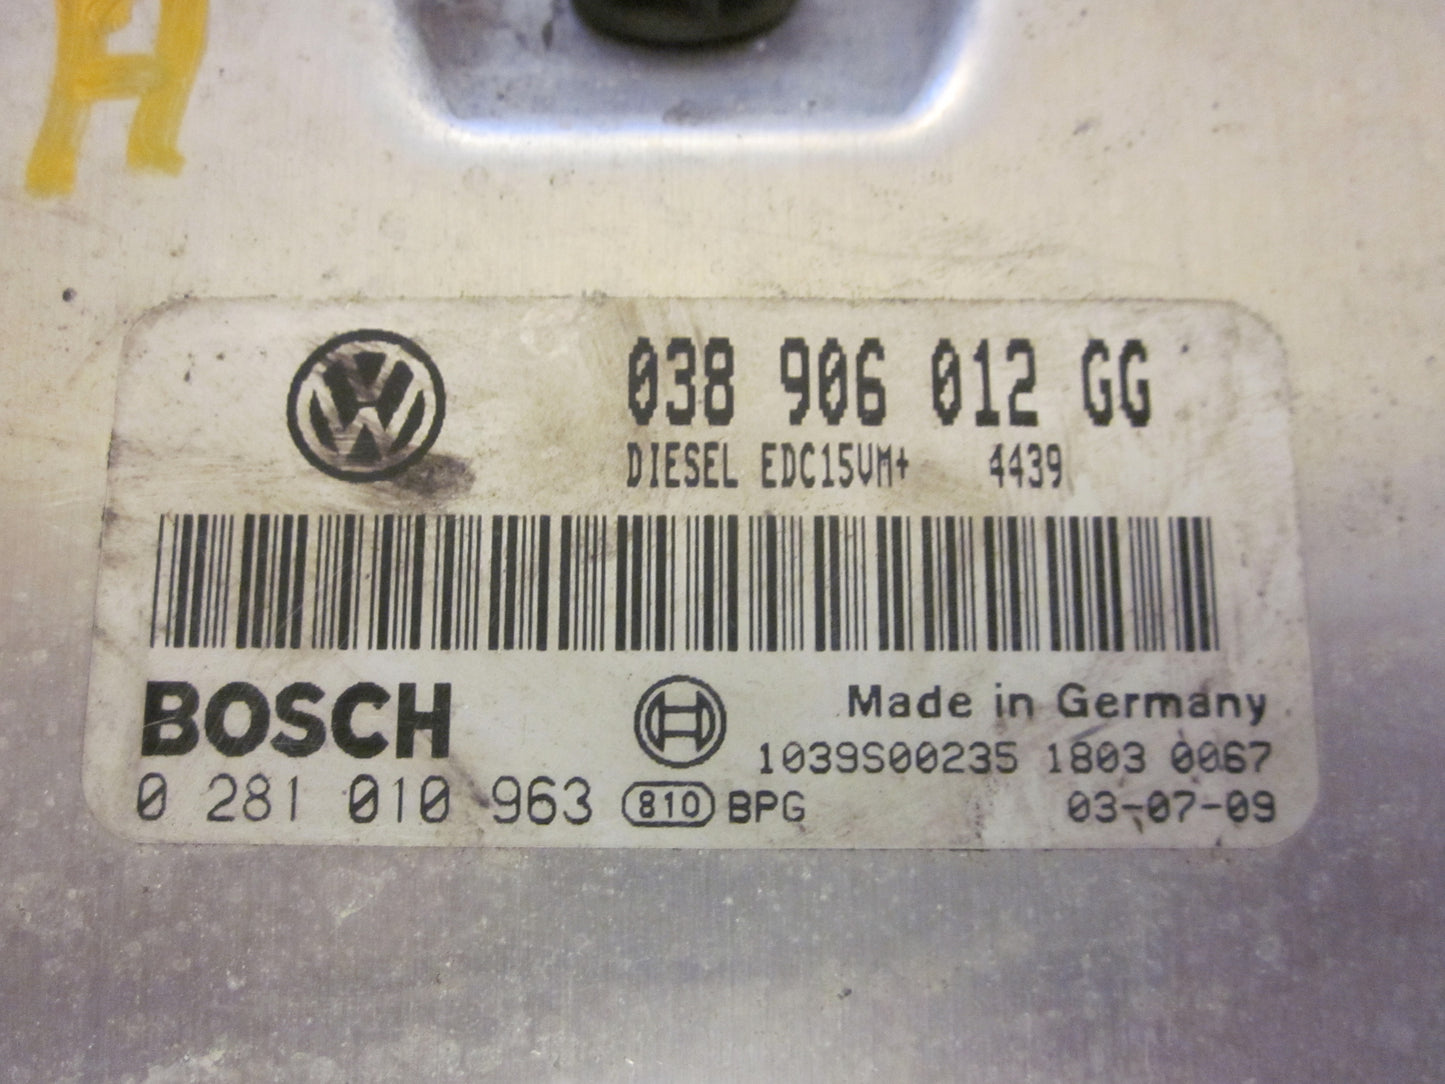 H
038 906 012 GG
DIESEL EDC15VM+ 4439
BOSCH
Made in Germany
1039S00235 1803 0067
0 281 010 963 810 BPG 03-07-09